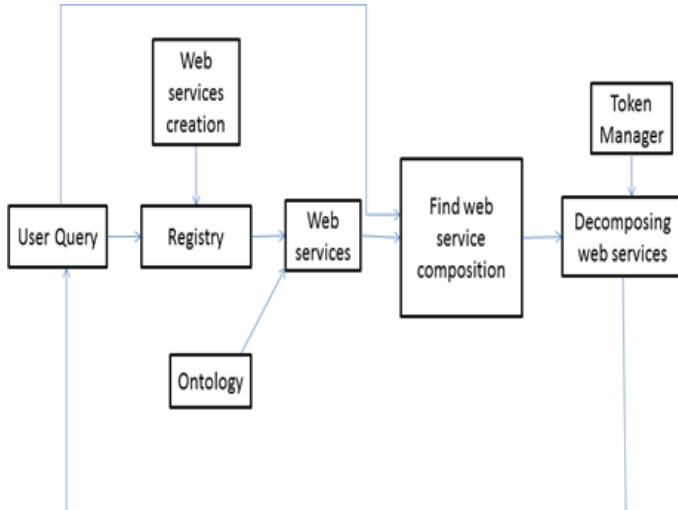 Web
services
creation
Token
Manager
User Query
Registry
Web
services
Find web
service
composition
Decomposing
web services
Ontology